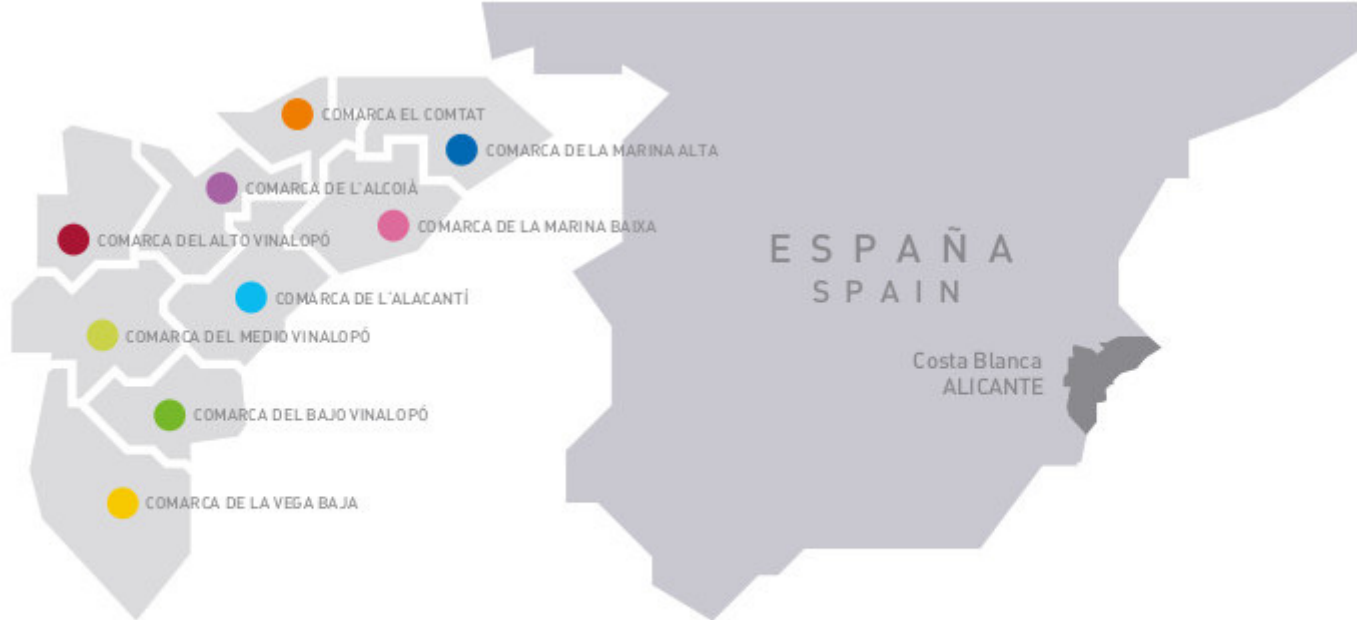 COMARCA EL COMTAT
COMARCA DE LA MARINA ALTA
COMARCA DE L'ALCOIÀ
COMARCA DE LA MARINA BAIXA
COMARCA DEL ALTO VINALOPÓ
COMARCA DE L'ALACANTÍ
COMARCA DEL MEDIO VINALOPÓ
COMARCA DEL BAJO VINALOPÓ
COMARCA DE LA VEGA BAJA
ESPAÑA
SPAIN
Costa Blanca
ALICANTE